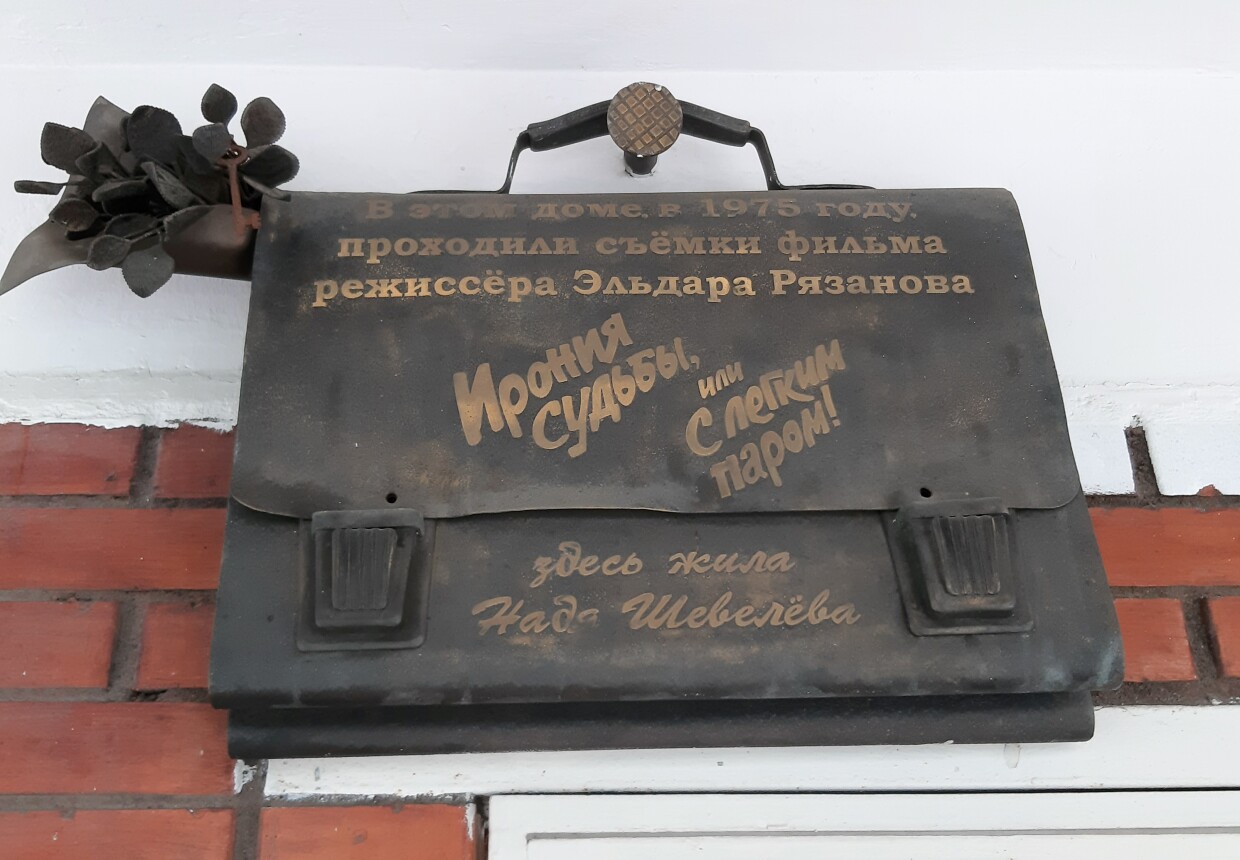 В этом доме, в 1975 году,
проходили съёмки фильма
режиссёра Эльдара Рязанова
Ирония
судьбы,
или
С легким
паром!
здесь жила
Надя Шевелёва